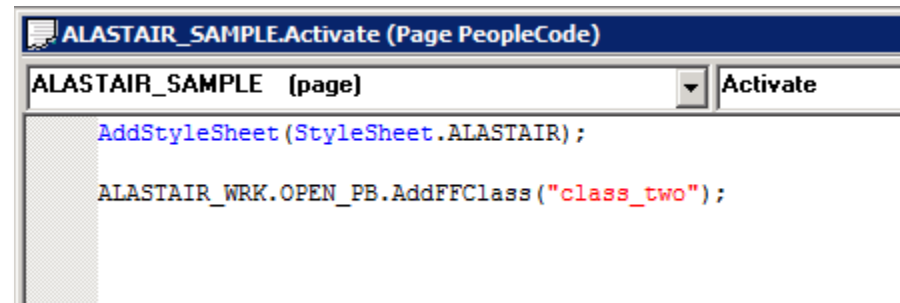 ALASTAIR_SAMPLE.Activate (Page PeopleCode)
ALASTAIR_SAMPLE (page) Activate
AddStyleSheet(StyleSheet.ALASTAIR);
ALASTAIR_WRK.OPEN_PB.AddFFClass("class_two");